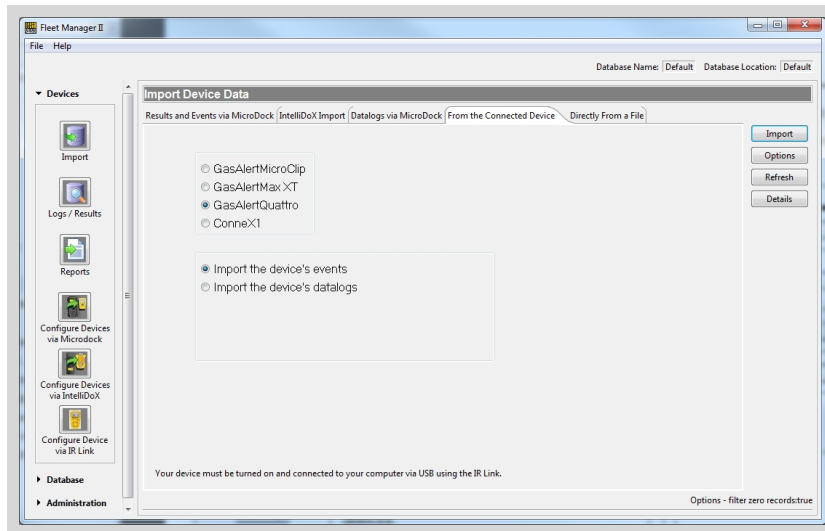 Fleet Manager II
File Help
Database Name: Default Database Location: Default
Devices
Import
Logs / Results
Reports
Configure Devices
via Microdock
Configure Devices
via IntelliDoX
Configure Device
via IR Link
Database
Administration
Import Device Data
Results and Events via MicroDock IntelliDoX Import Datalogs via MicroDock From the Connected Device Directly From a File
GasAlertMicroClip
GasAlertMax XT
GasAlertQuattro
ConneX1
Import the device's events
Import the device's datalogs
Your device must be turned on and connected to your computer via USB using the IR Link.
Import
Options
Refresh
Details
Options - filter zero records:true